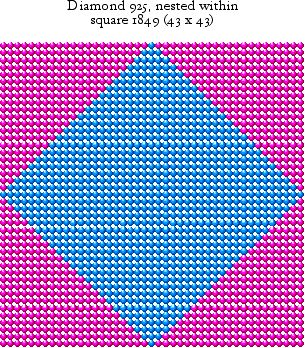 Diamond 925, nested within
square 1849 (43 x 43)